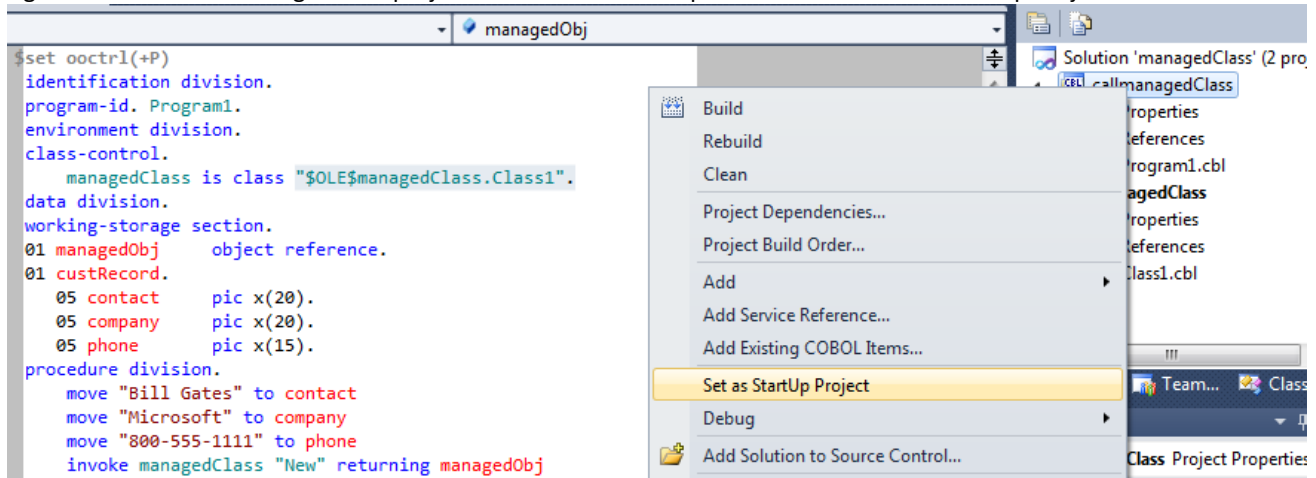 managedObj
$set ooctrl(+P)
identification division.
program-id. Program1.
environment division.
class-control.
managedClass is class "$OLE$managedClass.Class1".
data division.
working-storage section.
01 managedObj object reference.
01 custRecord.
05 contact pic x(20).
05 company pic x(20).
05 phone pic x(15).
procedure division.
move "Bill Gates" to contact
move "Microsoft" to company
move "800-555-1111" to phone
invoke managedClass "New" returning managedObj
Build
Rebuild
Clean
Project Dependencies...
Project Build Order...
Add
Add Service Reference...
Add Existing COBOL Items...
Set as StartUp Project
Debug
Add Solution to Source Control...
Solution 'managedClass' (2 pro
CBL callmanagedClass
roperties
eferences
rogram1.cbl
agedClass
roperties
eferences
lass1.cbl
Team... Class
Class Project Properties